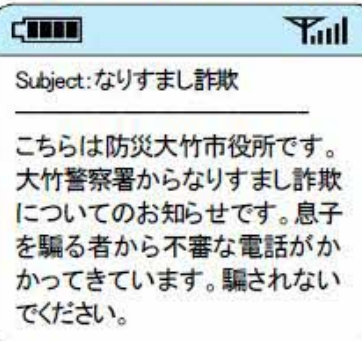 Subject:なりすまし詐欺
こちらは防災大竹市役所です。
大竹警察署からなりすまし詐欺
についてのお知らせです。息子
を騙る者から不審な電話がか
かってきています。騙されない
でください。